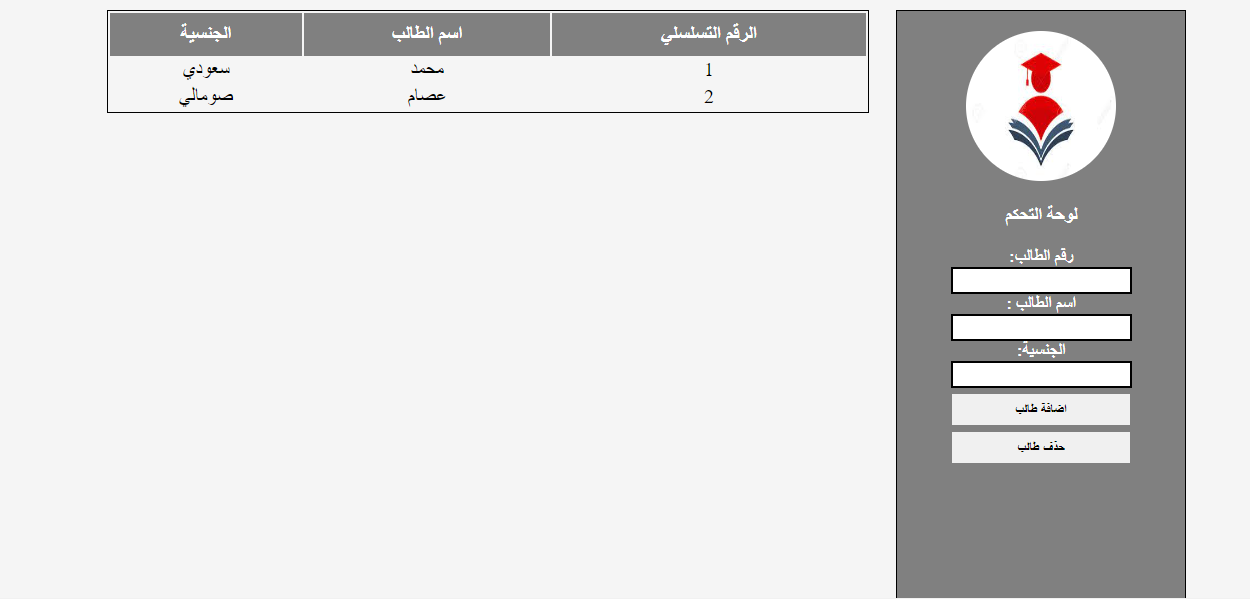 لوحة التحكم
رقم الطالب:
اسم الطالب :
الجنسية:
اضافة طالب
حذف طالب
الرقم التسلسلي اسم الطالب الجنسية
1 محمد سعودي
2 عصام صومالي